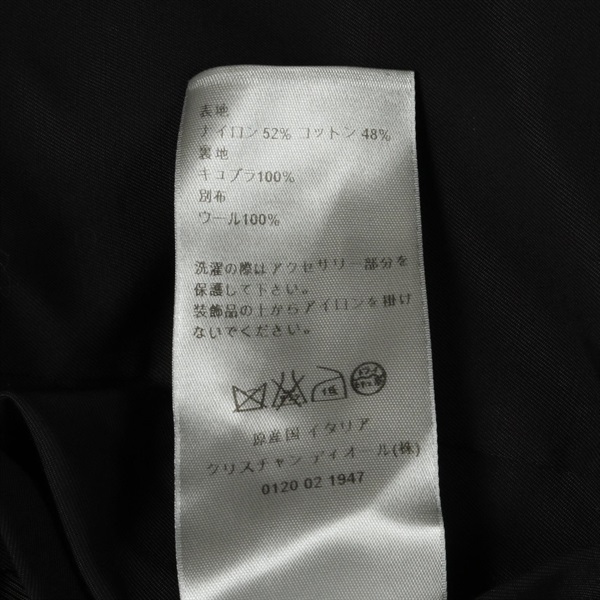 表地
ナイロン 52% コットン 48%
裏地
キュプラ100%
別布
ウール100%
洗濯の際はアクセサリー部分を
保護して下さい。
装飾品の上からアイロンを掛け
ないでください。
原産国 イタリア
クリスチャン ディオール(株)
0120 02 1947